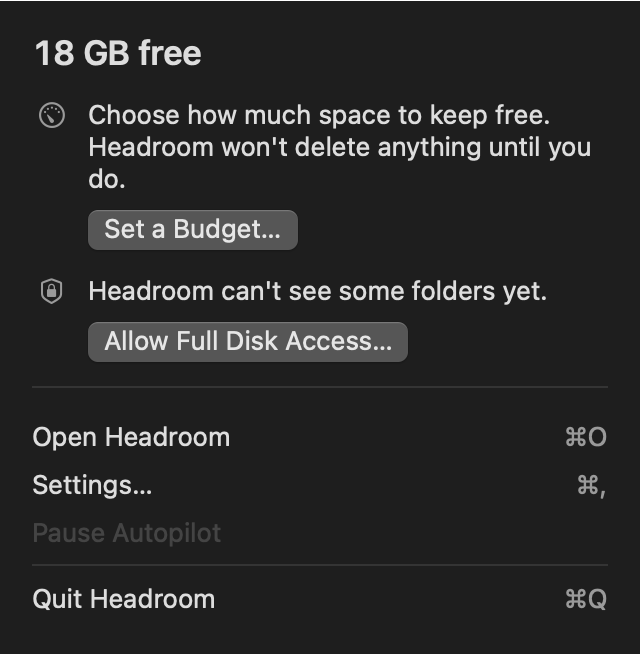 18 GB free
Choose how much space to keep free.
Headroom won't delete anything until you
do.
Set a Budget...
Headroom can't see some folders yet.
Allow Full Disk Access...
Open Headroom ⌘O
Settings... ⌘,
Pause Autopilot
Quit Headroom ⌘Q